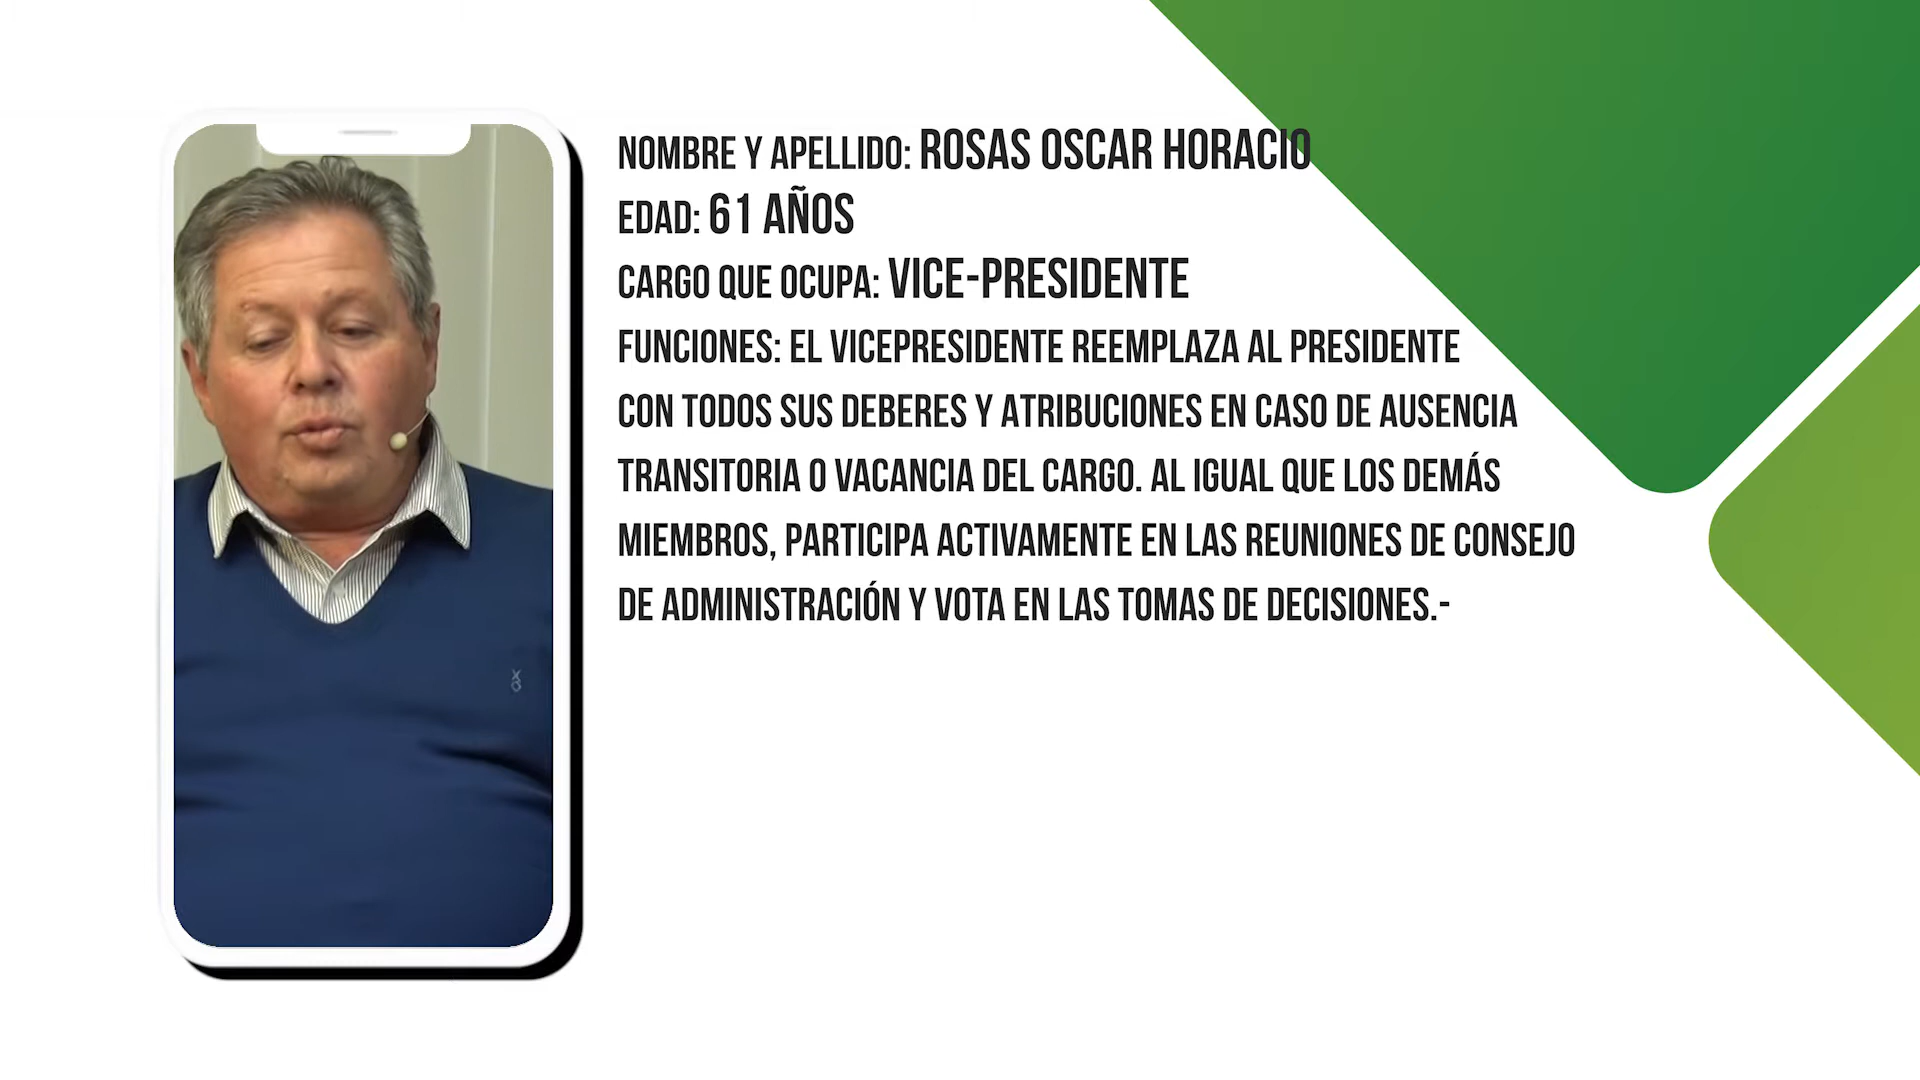 NOMBRE Y APELLIDO: ROSAS OSCAR HORACIO
EDAD: 61 AÑOS
CARGO QUE OCUPA: VICE-PRESIDENTE
FUNCIONES: EL VICEPRESIDENTE REEMPLAZA AL PRESIDENTE
CON TODOS SUS DEBERES Y ATRIBUCIONES EN CASO DE AUSENCIA
TRANSITORIA O VACANCIA DEL CARGO. AL IGUAL QUE LOS DEMÁS
MIEMBROS, PARTICIPA ACTIVAMENTE EN LAS REUNIONES DE CONSEJO
DE ADMINISTRACIÓN Y VOTA EN LAS TOMAS DE DECISIONES.-